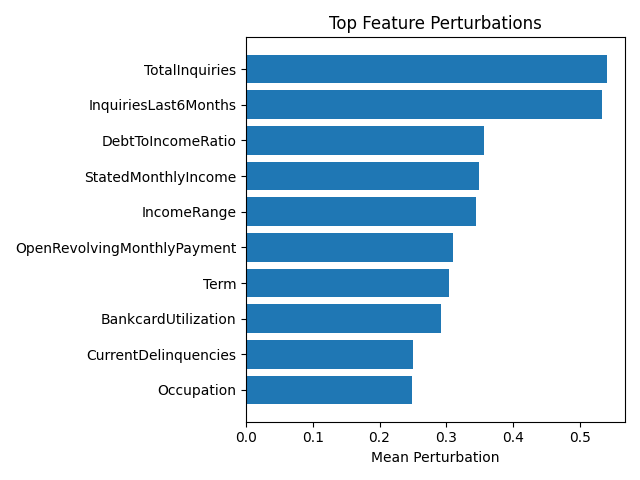 Top Feature Perturbations
TotalInquiries
InquiriesLast6Months
DebtToIncomeRatio
StatedMonthlyIncome
IncomeRange
OpenRevolvingMonthlyPayment
Term
BankcardUtilization
CurrentDelinquencies
Occupation
0.0 0.1 0.2 0.3 0.4 0.5
Mean Perturbation